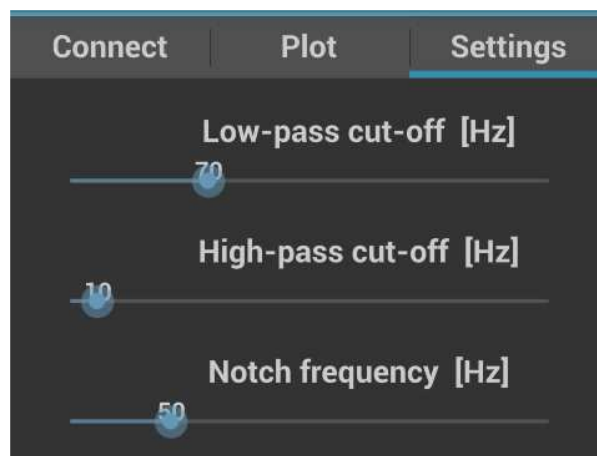 Connect Plot Settings
Low-pass cut-off [Hz]
70
High-pass cut-off [Hz]
10
Notch frequency [Hz]
50